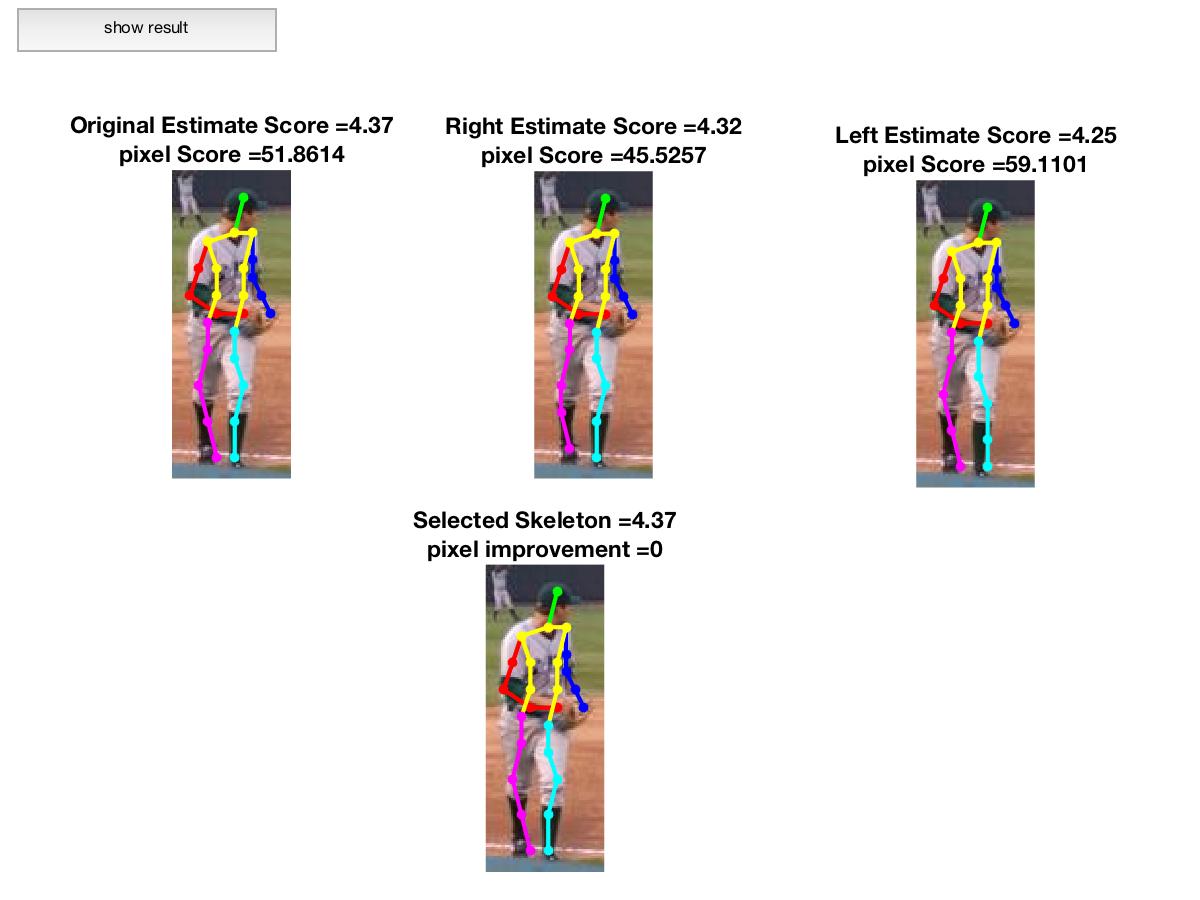 show result
Original Estimate Score =4.37
pixel Score =51.8614
Right Estimate Score =4.32
pixel Score =45.5257
Left Estimate Score =4.25
pixel Score =59.1101
Selected Skeleton =4.37
pixel improvement =0